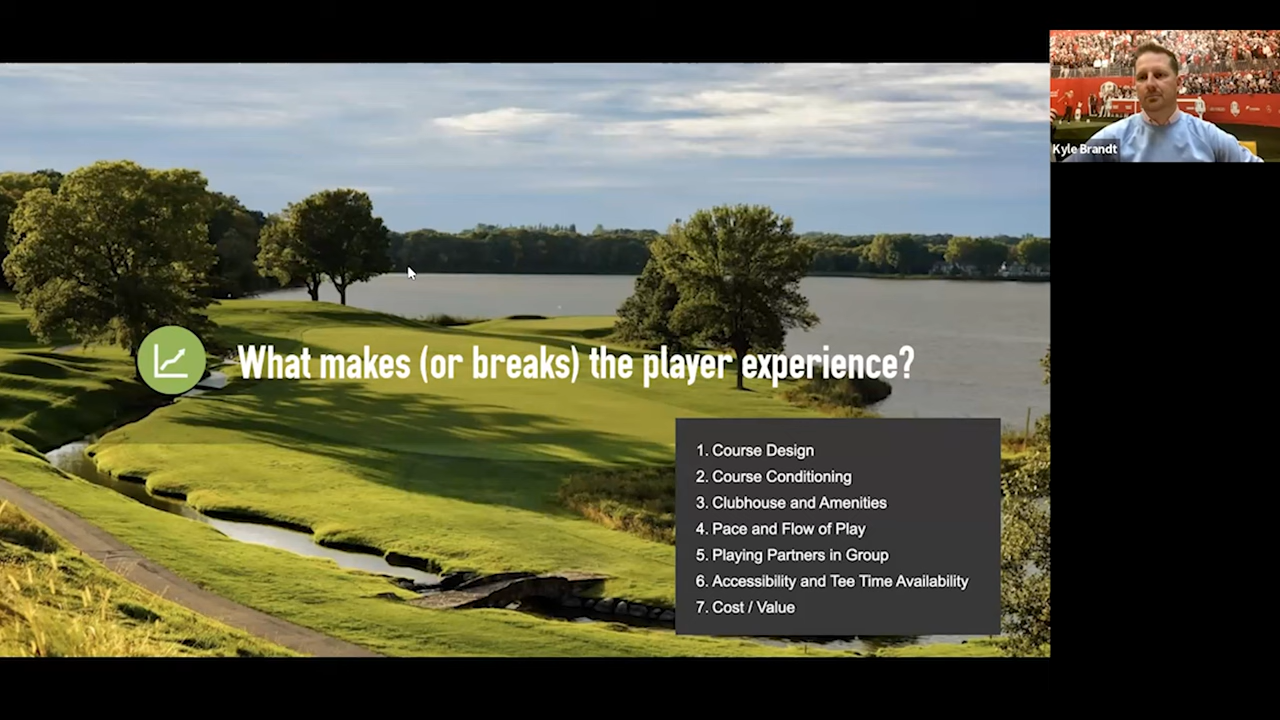 Kyle Brandt
What makes (or breaks) the player experience?
1. Course Design
2. Course Conditioning
3. Clubhouse and Amenities
4. Pace and Flow of Play
5. Playing Partners in Group
6. Accessibility and Tee Time Availability
7. Cost / Value